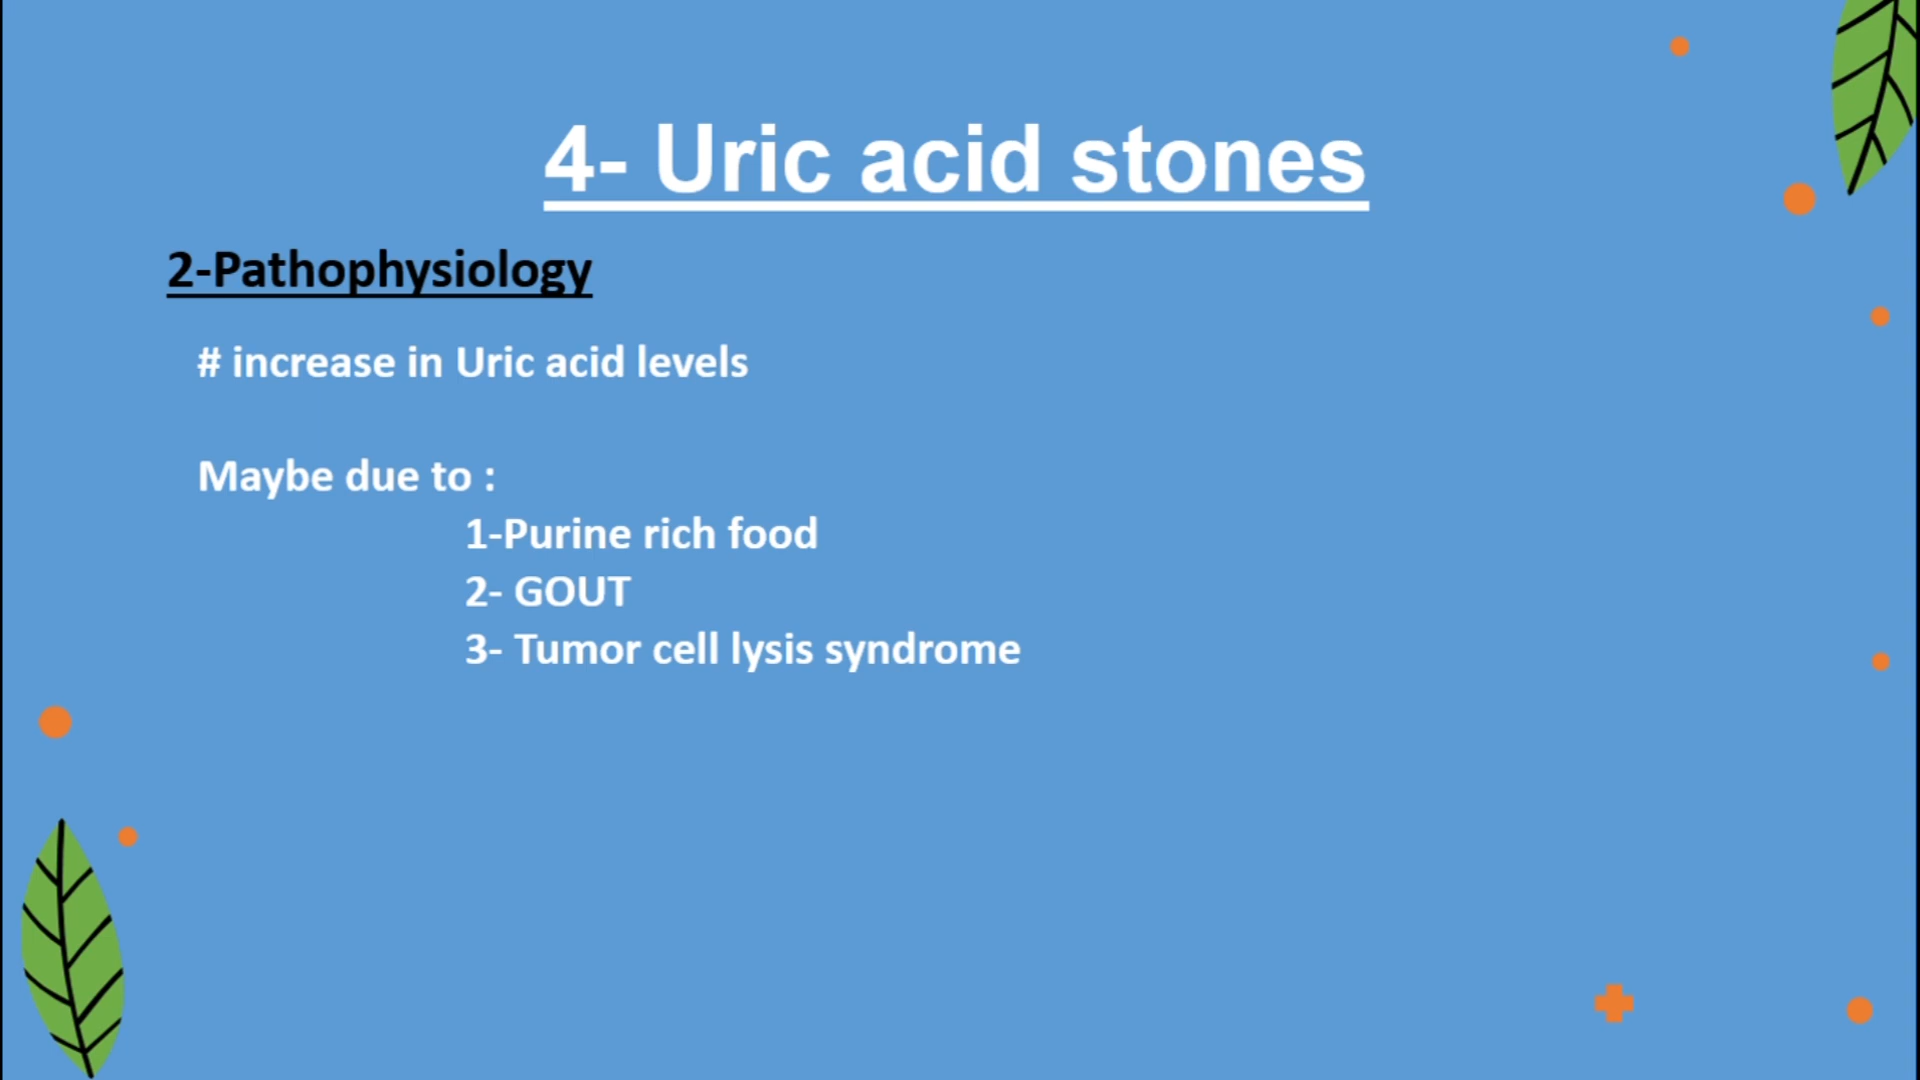 4- Uric acid stones
2-Pathophysiology
# increase in Uric acid levels
Maybe due to :
1-Purine rich food
2- GOUT
3- Tumor cell lysis syndrome